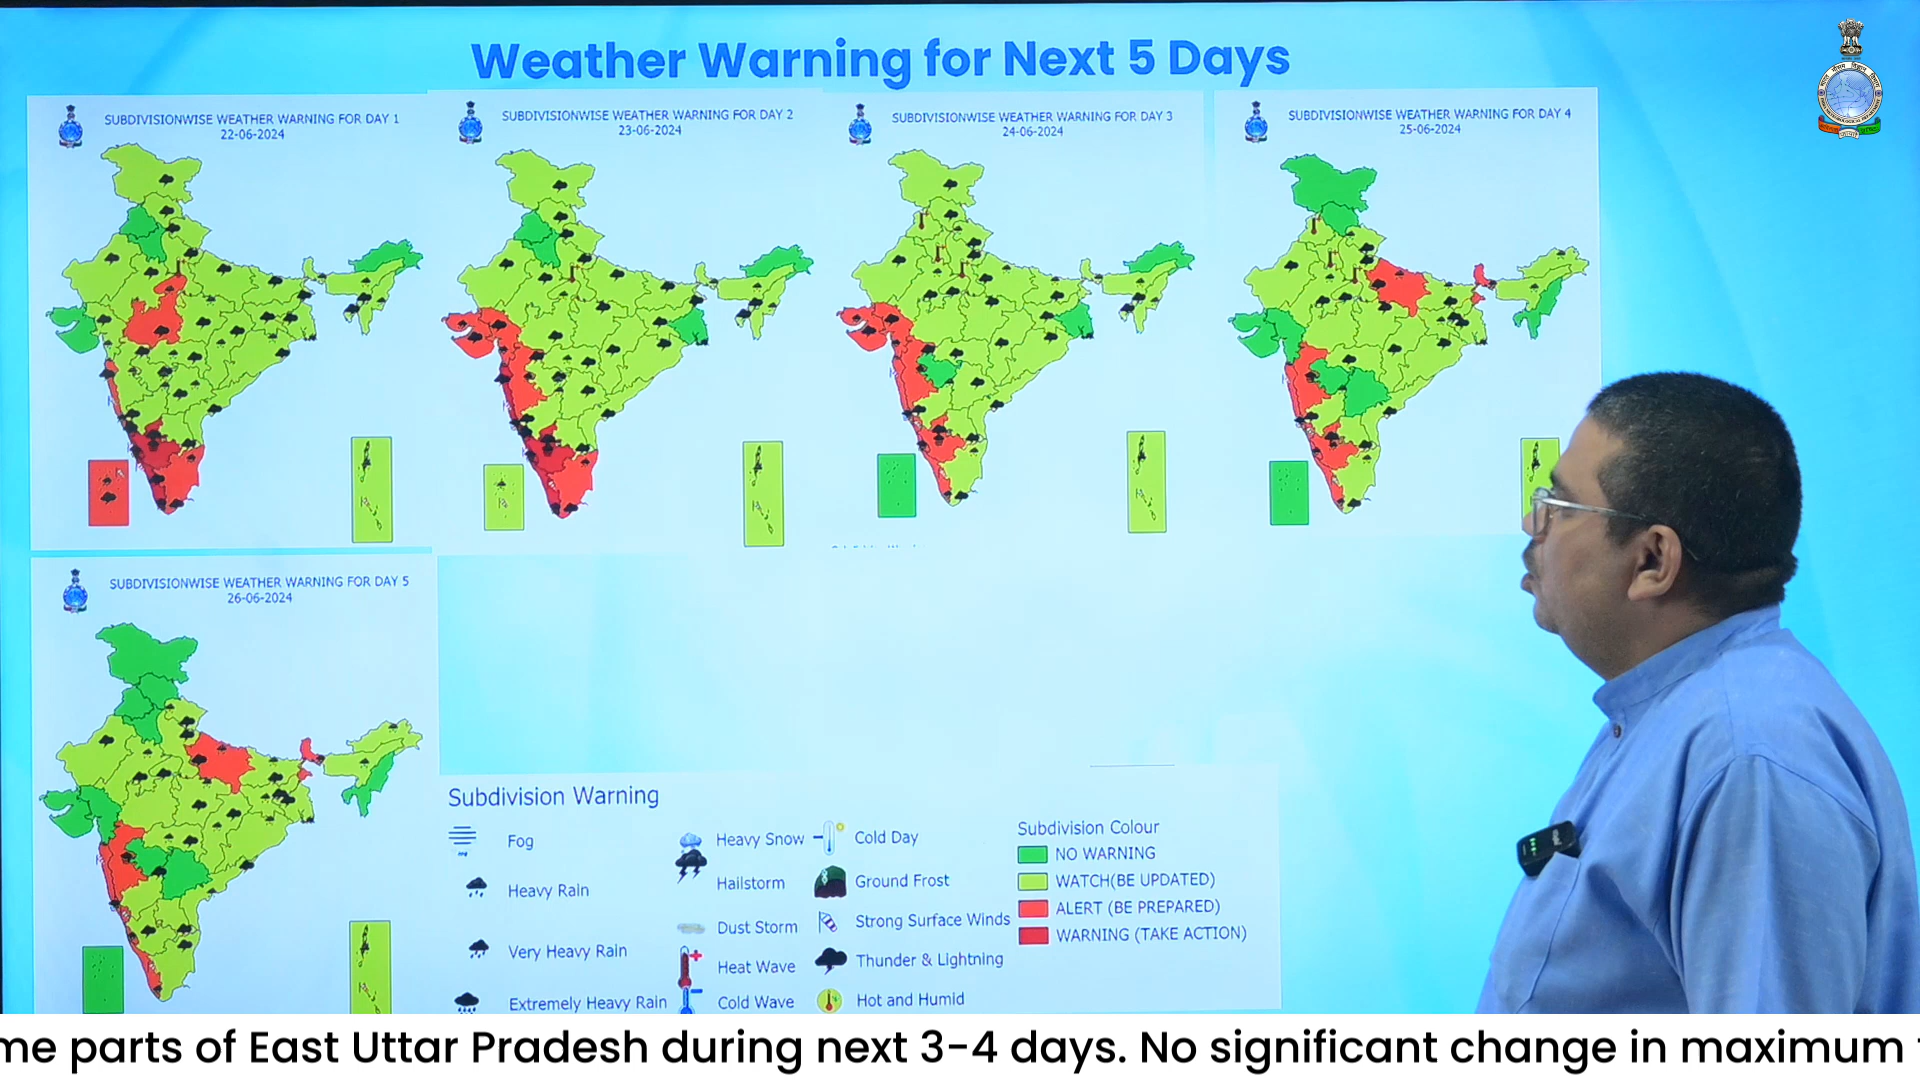 Weather Warning for Next 5 Days
SUBDIVISIONWISE WEATHER WARNING FOR DAY 1
22-06-2024
SUBDIVISIONWISE WEATHER WARNING FOR DAY 2
23-06-2024
SUBDIVISIONWISE WEATHER WARNING FOR DAY 3
24-06-2024
SUBDIVISIONWISE WEATHER WARNING FOR DAY 4
25-06-2024
SUBDIVISIONWISE WEATHER WARNING FOR DAY 5
26-06-2024
Subdivision Warning
Fog
Heavy Rain
Very Heavy Rain
Extremely Heavy Rain
Heavy Snow
Hailstorm
Dust Storm
Heat Wave
Cold Wave
Cold Day
Ground Frost
Strong Surface Winds
Thunder & Lightning
Hot and Humid
Subdivision Colour
NO WARNING
WATCH(BE UPDATED)
ALERT (BE PREPARED)
WARNING (TAKE ACTION)
me parts of East Uttar Pradesh during next 3-4 days. No significant change in maximum